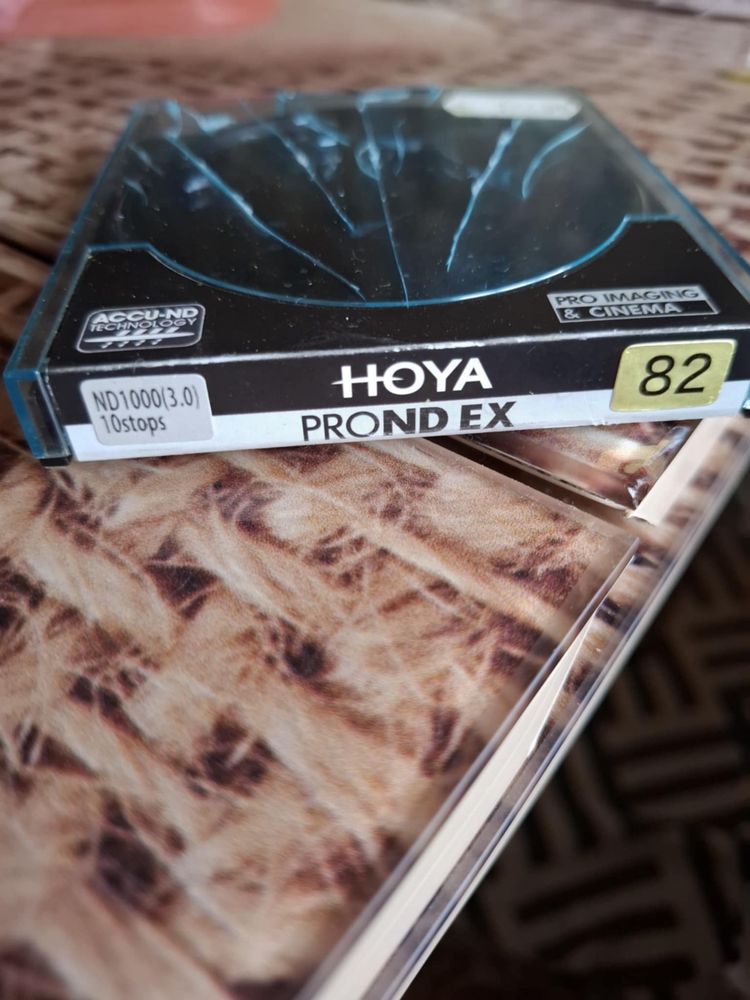 ACCU-ND
TECHNOLOGY
PRO IMAGING
& CINEMA
HOYA
82
ND1000(3.0)
10stops
PROND EX